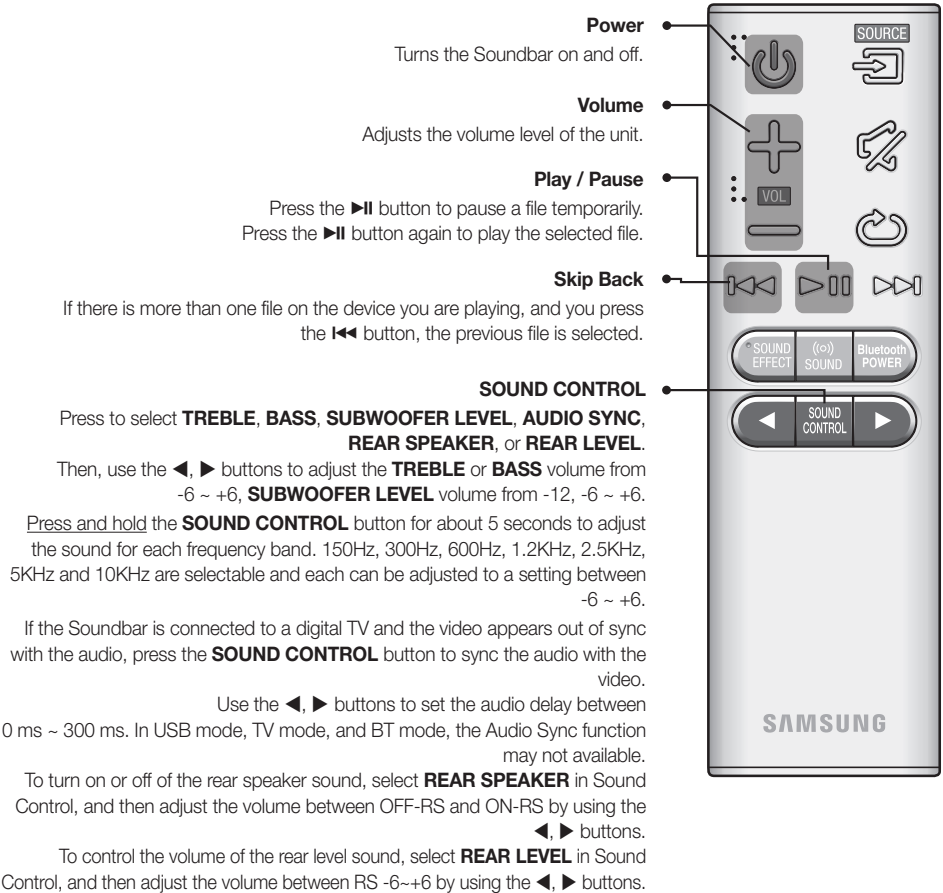 Power
Turns the Soundbar on and off.
Volume
Adjusts the volume level of the unit.
Play / Pause
Press the ►II button to pause a file temporarily.
Press the ►II button again to play the selected file.
Skip Back
If there is more than one file on the device you are playing, and you press
the I◄◄ button, the previous file is selected.
SOUND CONTROL
Press to select TREBLE, BASS, SUBWOOFER LEVEL, AUDIO SYNC,
REAR SPEAKER, or REAR LEVEL.
Then, use the ◄, ► buttons to adjust the TREBLE or BASS volume from
-6 ~ +6, SUBWOOFER LEVEL volume from -12, -6 ~ +6.
Press and hold the SOUND CONTROL button for about 5 seconds to adjust
the sound for each frequency band. 150Hz, 300Hz, 600Hz, 1.2KHz, 2.5KHz,
5KHz and 10KHz are selectable and each can be adjusted to a setting between
-6 ~ +6.
If the Soundbar is connected to a digital TV and the video appears out of sync
with the audio, press the SOUND CONTROL button to sync the audio with the
video.
Use the ◄, ► buttons to set the audio delay between
0 ms ~ 300 ms. In USB mode, TV mode, and BT mode, the Audio Sync function
may not available.
To turn on or off of the rear speaker sound, select REAR SPEAKER in Sound
Control, and then adjust the volume between OFF-RS and ON-RS by using the
◄, ► buttons.
To control the volume of the rear level sound, select REAR LEVEL in Sound
Control, and then adjust the volume between RS -6~+6 by using the ◄, ► buttons.
SOURCE
VOL
SOUND
EFFECT
SOUND
Bluetooth
POWER
SOUND
CONTROL
SAMSUNG